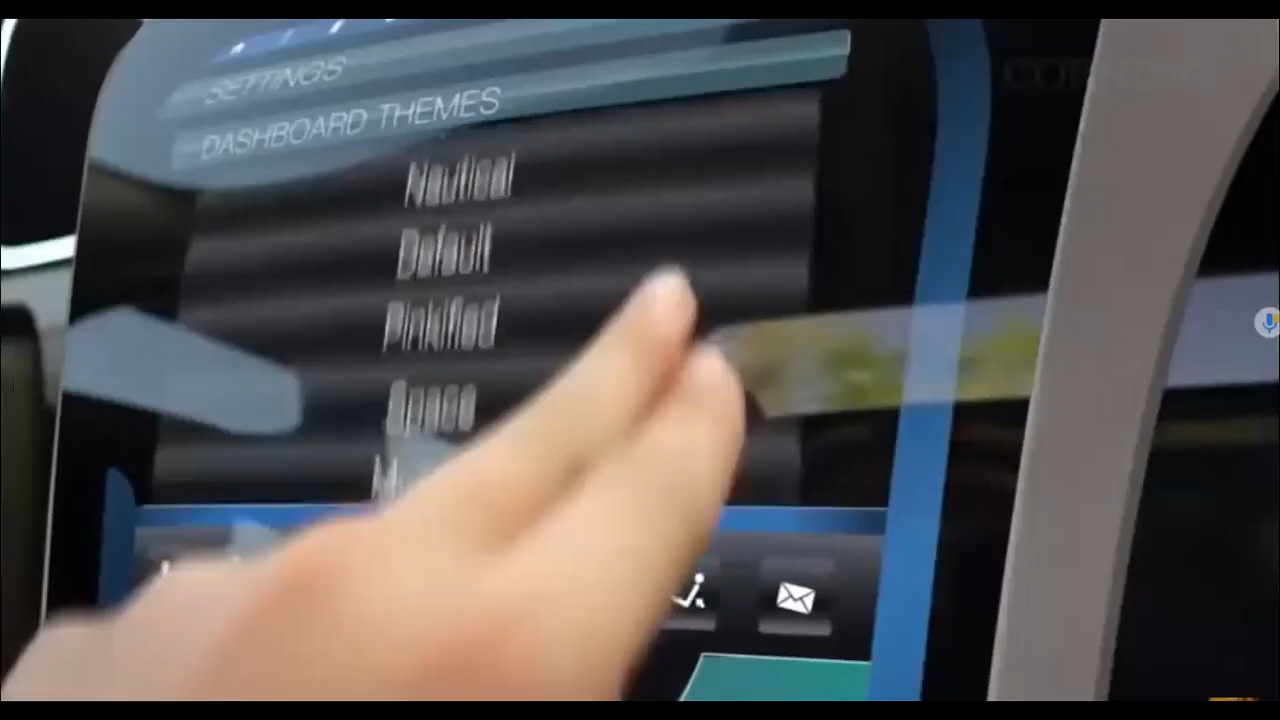 SETTINGS
DASHBOARD THEMES
Nautical
Default
Pinkified
Space